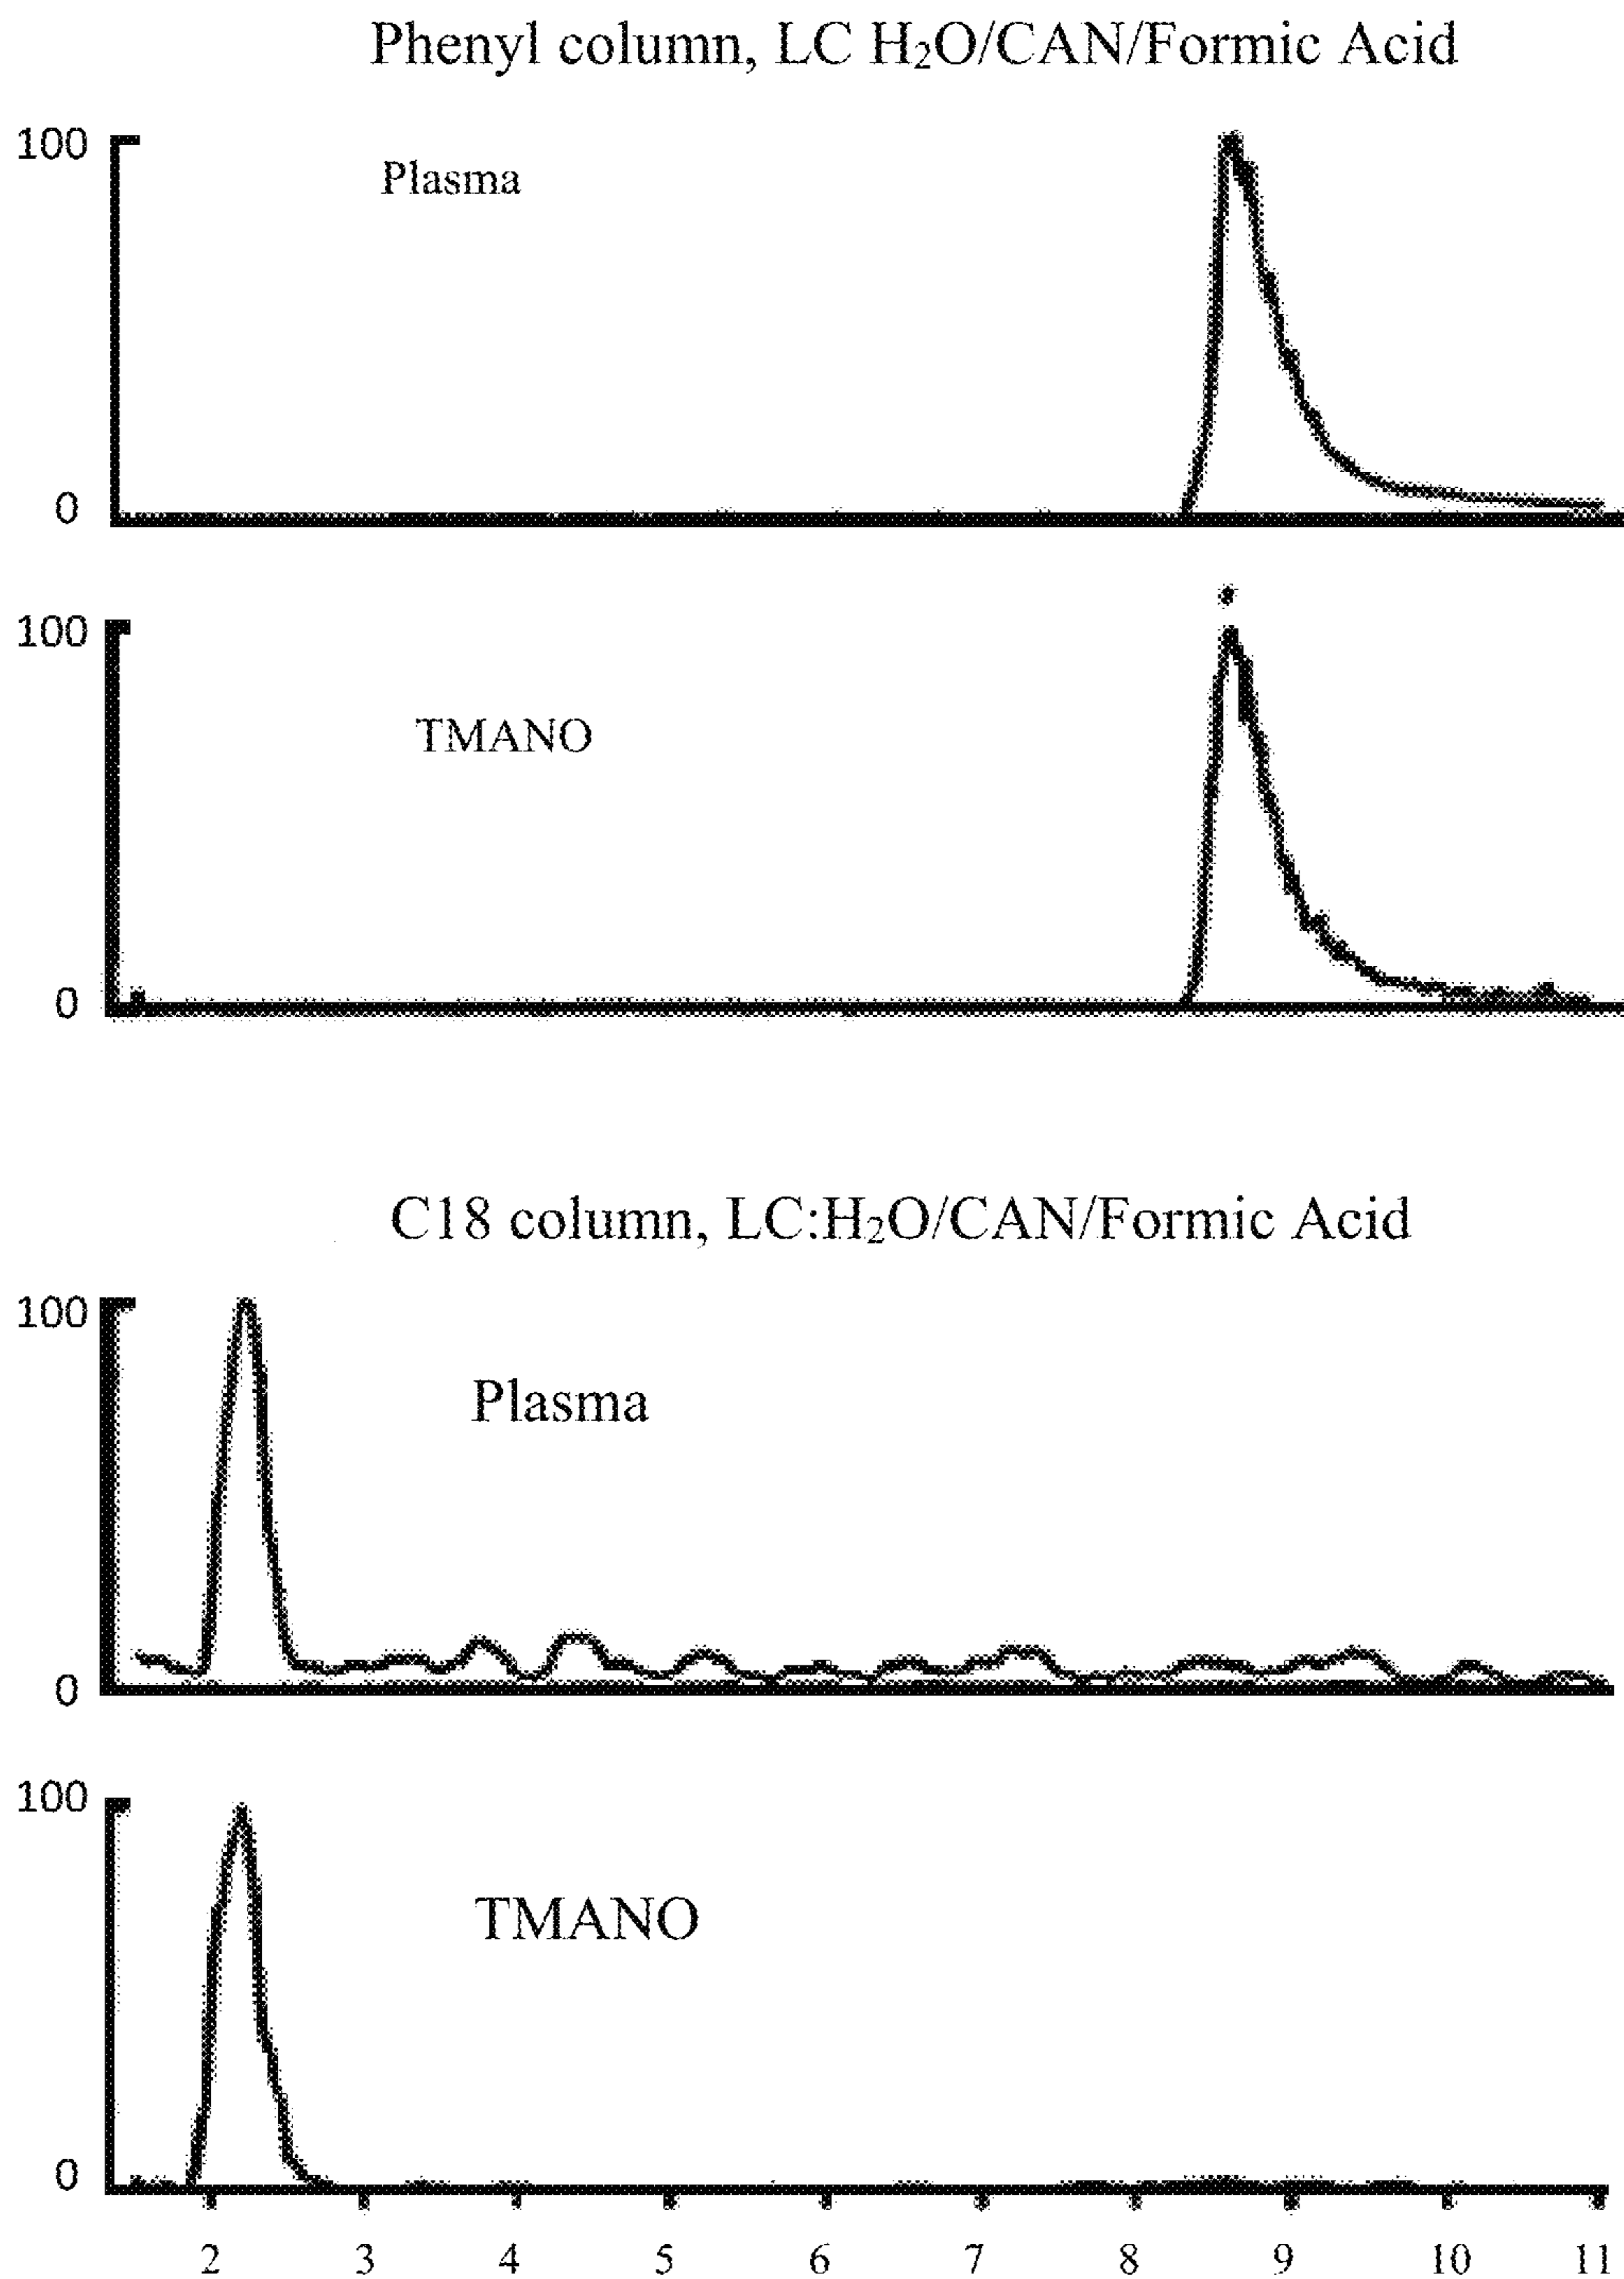 Phenyl column, LC H₂O/CAN/Formic Acid
100
Plasma
0
100
TMANO
0
C18 column, LC:H₂O/CAN/Formic Acid
100
Plasma
0
100
TMANO
0
2 3 4 5 6 7 8 9 10 11